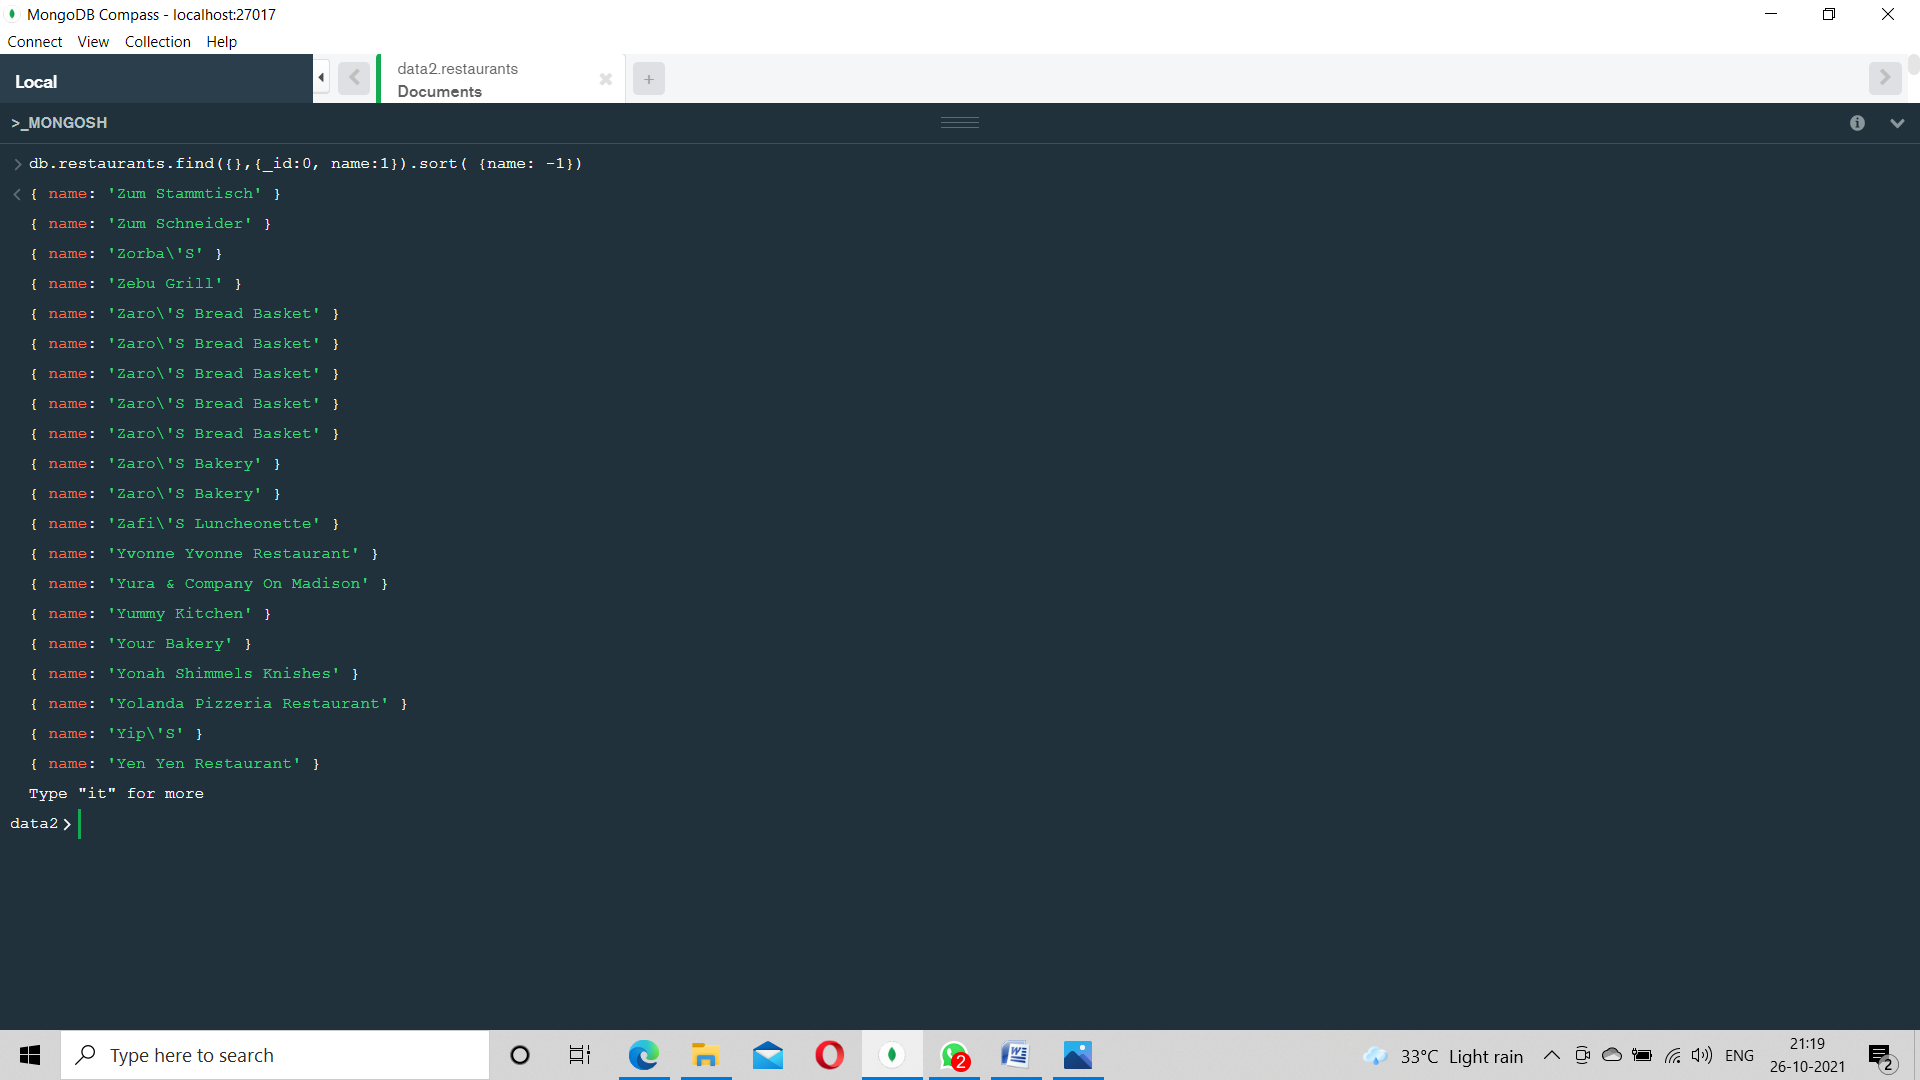 MongoDB Compass - localhost:27017
Connect View Collection Help
Local
data2.restaurants
Documents
>_MONGOSH
db.restaurants.find({},{_id:0, name:1}).sort( {name: -1})
{ name: 'Zum Stammtisch' }
{ name: 'Zum Schneider' }
{ name: 'Zorba\'S' }
{ name: 'Zebu Grill' }
{ name: 'Zaro\'S Bread Basket' }
{ name: 'Zaro\'S Bread Basket' }
{ name: 'Zaro\'S Bread Basket' }
{ name: 'Zaro\'S Bread Basket' }
{ name: 'Zaro\'S Bread Basket' }
{ name: 'Zaro\'S Bakery' }
{ name: 'Zaro\'S Bakery' }
{ name: 'Zafi\'S Luncheonette' }
{ name: 'Yvonne Yvonne Restaurant' }
{ name: 'Yura & Company On Madison' }
{ name: 'Yummy Kitchen' }
{ name: 'Your Bakery' }
{ name: 'Yonah Shimmels Knishes' }
{ name: 'Yolanda Pizzeria Restaurant' }
{ name: 'Yip\'S' }
{ name: 'Yen Yen Restaurant' }
Type "it" for more
data2 >
Type here to search
2
33°C Light rain
ENG
21:19
26-10-2021
2